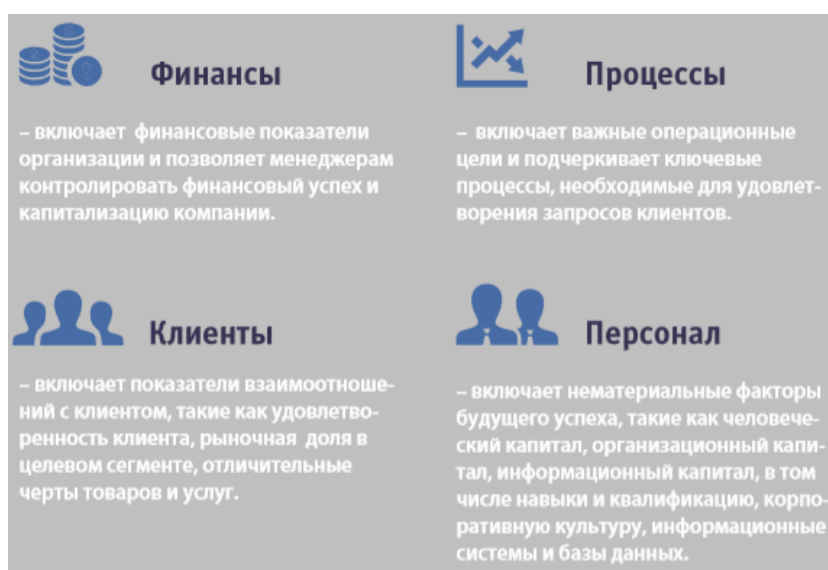 Финансы
– включает финансовые показатели
организации и позволяет менеджерам
контролировать финансовый успех и
капитализацию компании.
Процессы
– включает важные операционные
цели и подчеркивает ключевые
процессы, необходимые для удовлет-
ворения запросов клиентов.
Клиенты
– включает показатели взаимоотноше-
ний с клиентом, такие как удовлетво-
ренность клиента, рыночная доля в
целевом сегменте, отличительные
черты товаров и услуг.
Персонал
– включает нематериальные факторы
будущего успеха, такие как человече-
ский капитал, организационный капи-
тал, информационный капитал, в том
числе навыки и квалификацию, корпо-
ративную культуру, информационные
системы и базы данных.